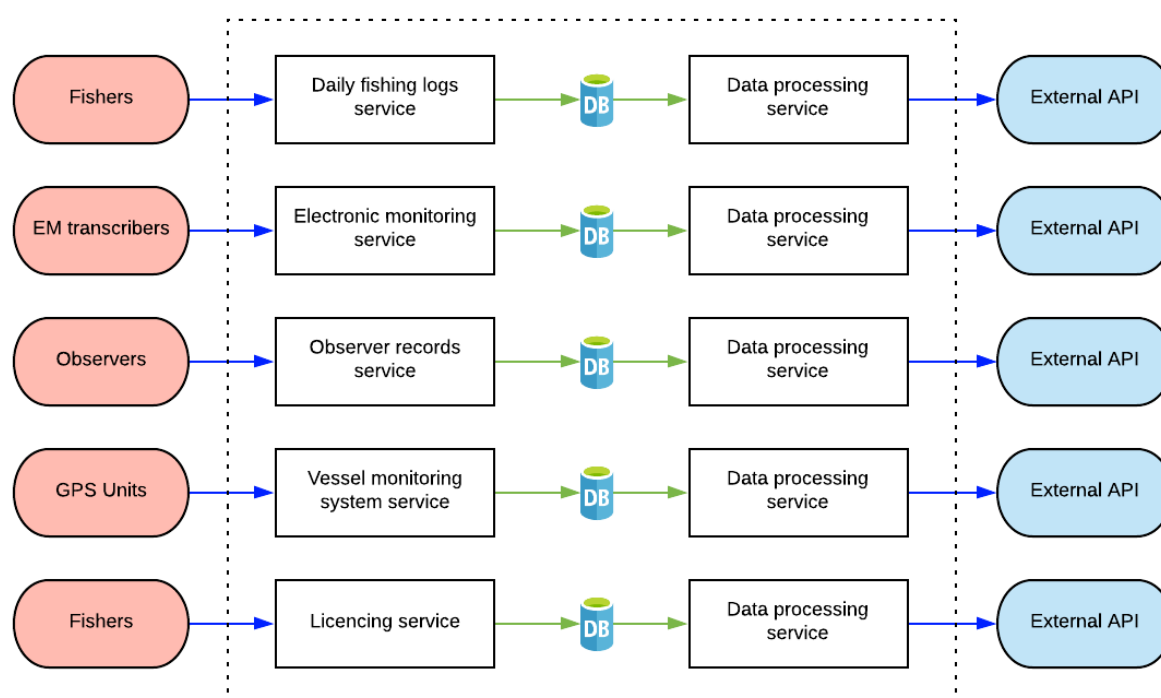 Fishers
Daily fishing logs
service
DB
Data processing
service
External API
EM transcribers
Electronic monitoring
service
DB
Data processing
service
External API
Observers
Observer records
service
DB
Data processing
service
External API
GPS Units
Vessel monitoring
system service
DB
Data processing
service
External API
Fishers
Licencing service
DB
Data processing
service
External API